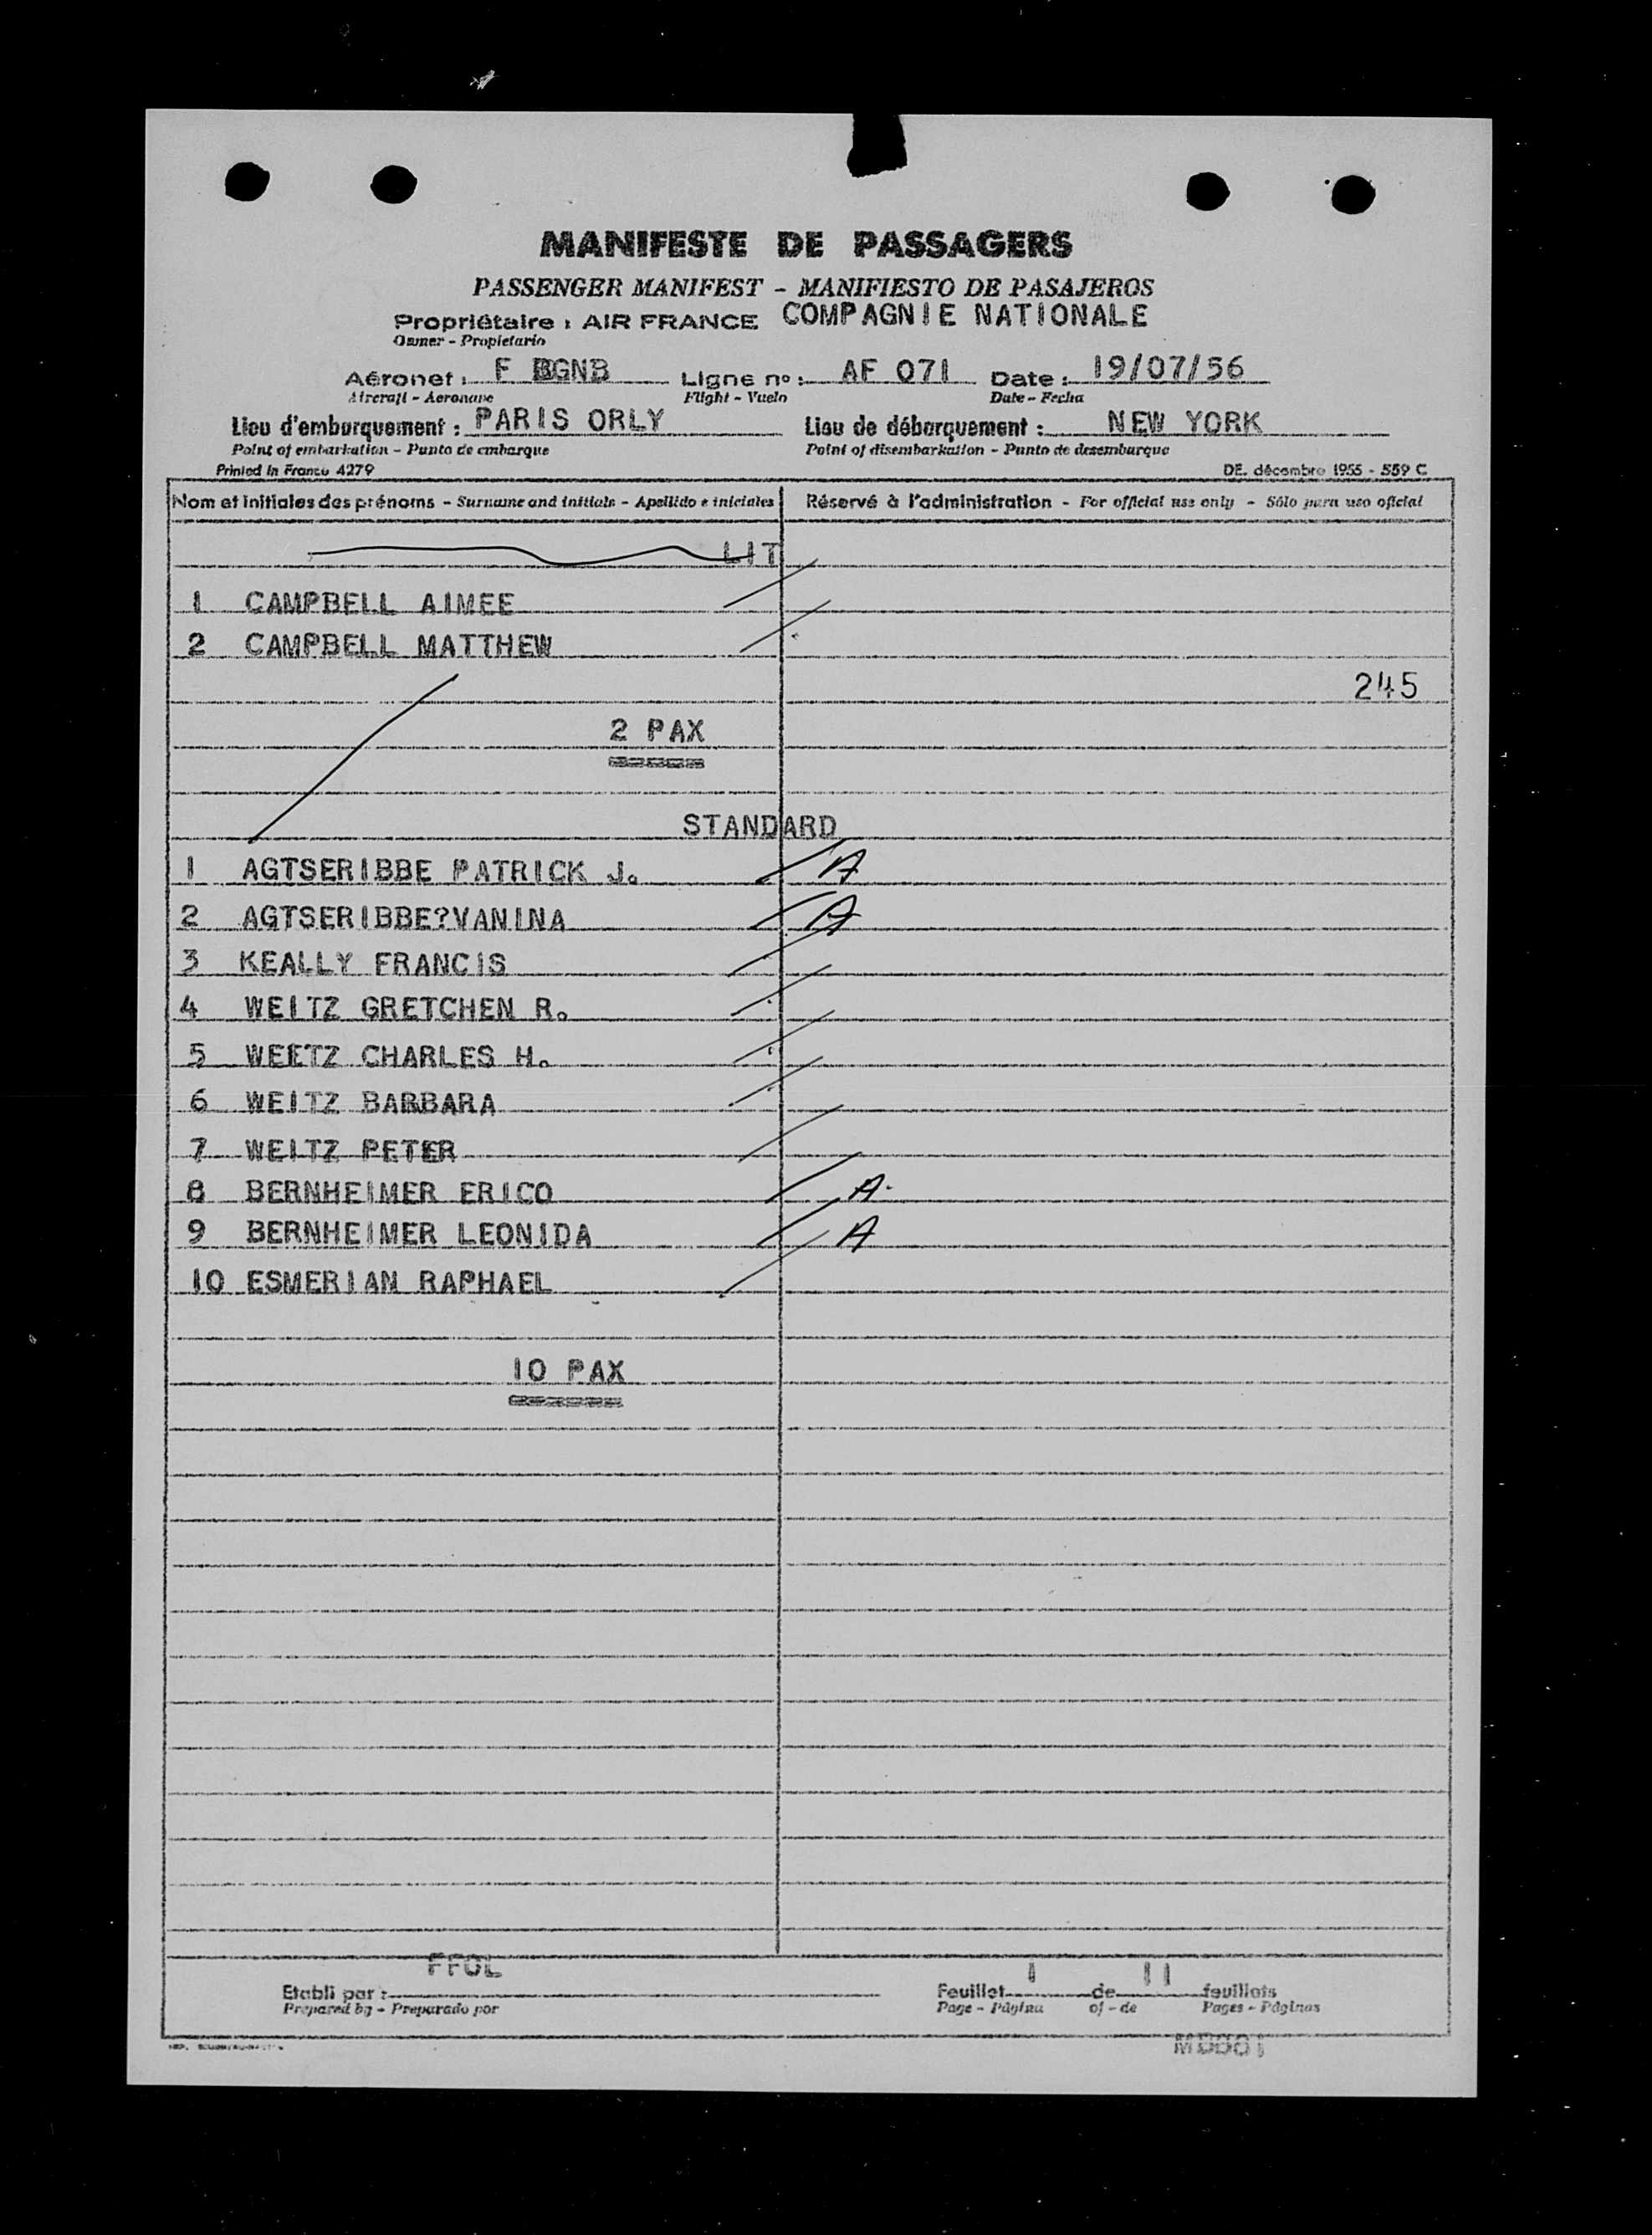 MANIFESTE DE PASSAGERS
PASSENGER MANIFEST - MANIFIESTO DE PASAJEROS
Propriétaire : AIR FRANCE COMPAGNIE NATIONALE
Owner - Propietario
Aéronef : F BGNB Ligne nº : AF 071 Date : 19/07/56
Aircraft - Aeronave Flight - Vuelo Date - Fecha
Lieu d'embarquement : PARIS ORLY Lieu de débarquement : NEW YORK
Point of embarkation - Punto de embarque Point of disembarkation - Punto de desembarque
Printed in France 4279 DE. décembre 1955 - 559 C
Nom et initiales des prénoms - Surname and initials - Apellido e iniciales Réservé à l'administration - For official use only - Sólo para uso oficial
LIT
1 CAMPBELL AIMEE
2 CAMPBELL MATTHEW
245
2 PAX
STANDARD
1 AGTSERIBBE PATRICK J. A
2 AGTSERIBBE?VANINA A
3 KEALLY FRANCIS
4 WEITZ GRETCHEN R.
5 WEETZ CHARLES H.
6 WEITZ BARBARA
7 WEITZ PETER
8 BERNHEIMER ERICO A
9 BERNHEIMER LEONIDA A
10 ESMERIAN RAPHAEL
10 PAX
FFOL
Etabli par : Feuillet 1 de 11 feuillets
Prepared by - Preparado por Page - Página of - de Pages - Páginas